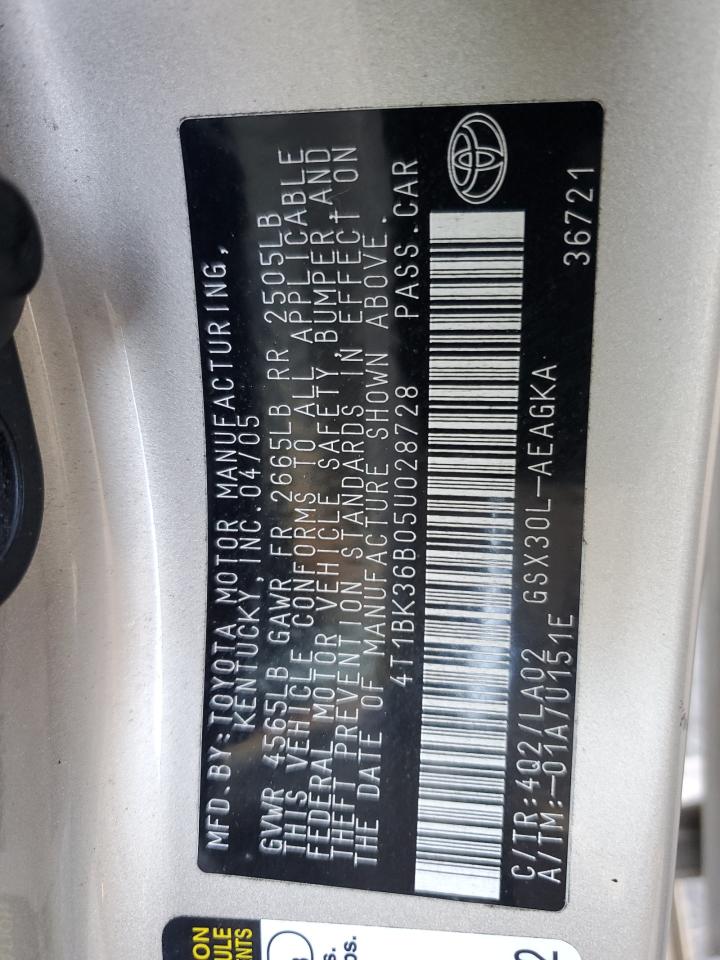 MFD.BY:TOYOTA MOTOR MANUFACTURING,
KENTUCKY,INC.04/05
GVWR 4565LB GAWR FR 2665LB RR 2505LB
THIS VEHICLE CONFORMS TO ALL APPLICABLE
FEDERAL MOTOR VEHICLE SAFETY, BUMPER,AND
THEFT PREVENTION STANDARDS IN EFFECT ON
THE DATE OF MANUFACTURE SHOWN ABOVE.
4T1BK36B05U028728 PASS.CAR
C/TR:4Q2/LA02 GSX30L-AEAGKA
A/TM:-01A/U151E 36721